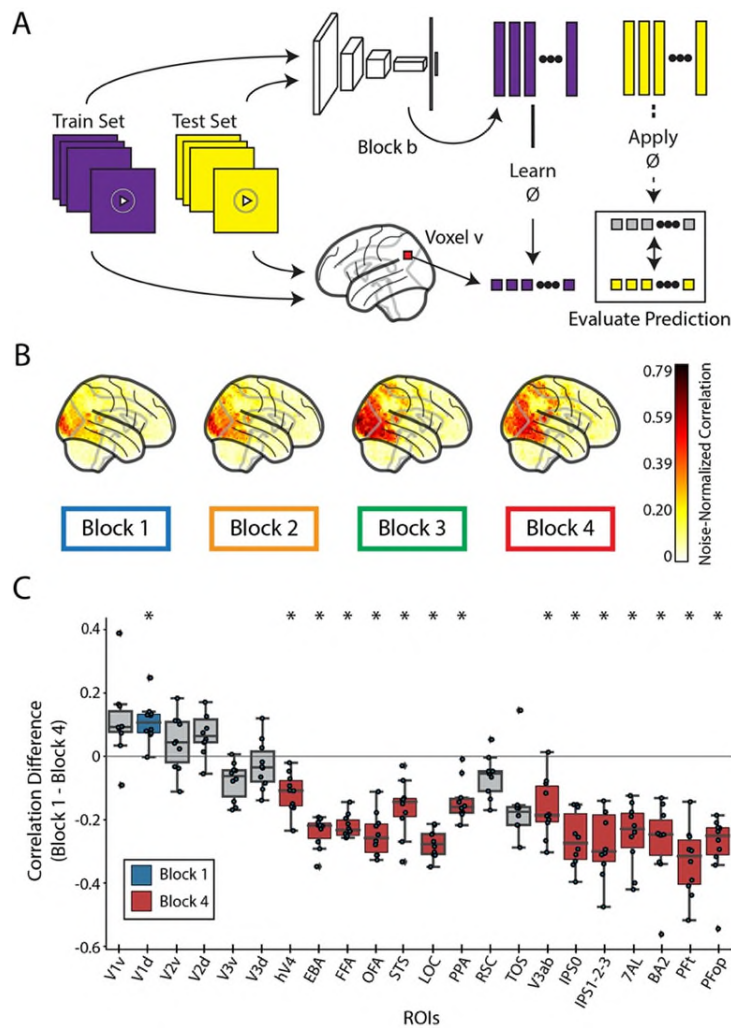 A
Train Set
Test Set
Block b
Learn
Ø
Apply
Ø
Voxel v
Evaluate Prediction
B
Block 1
Block 2
Block 3
Block 4
0.79
0.59
0.39
0.20
0
Noise-Normalized Correlation
C
* * * * * * * * * * * * * *
0.4
0.2
0
-0.2
-0.4
-0.6
Correlation Difference
(Block 1 - Block 4)
Block 1
Block 4
V1v V1d V2v V2d V3v V3d hV4 EBA FFA OFA STS LOC PPA RSC TOS V3ab IPS0 IPS1-2-3 7AL BA2 PFt PFop
ROIs